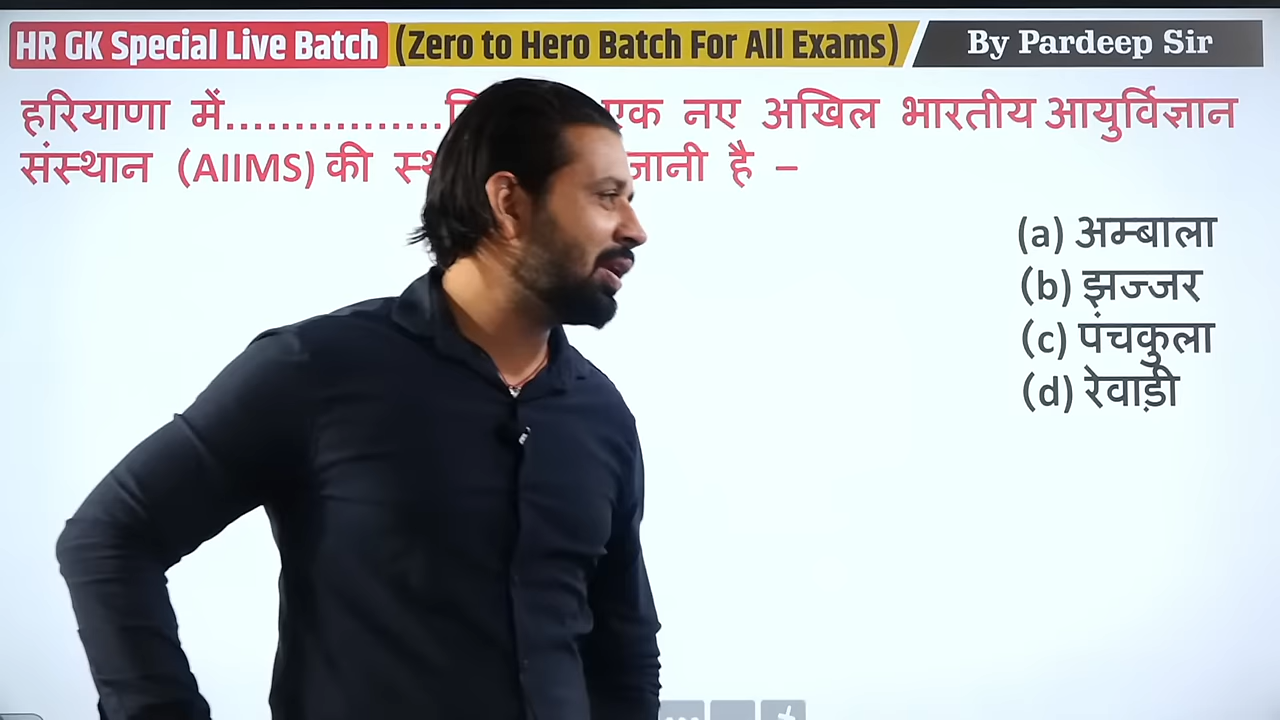 HR GK Special Live Batch (Zero to Hero Batch For All Exams) By Pardeep Sir
हरियाणा में................. एक नए अखिल भारतीय आयुर्विज्ञान
संस्थान (AIIMS) की जानी है –
(a) अम्बाला
(b) झज्जर
(c) पंचकुला
(d) रेवाड़ी